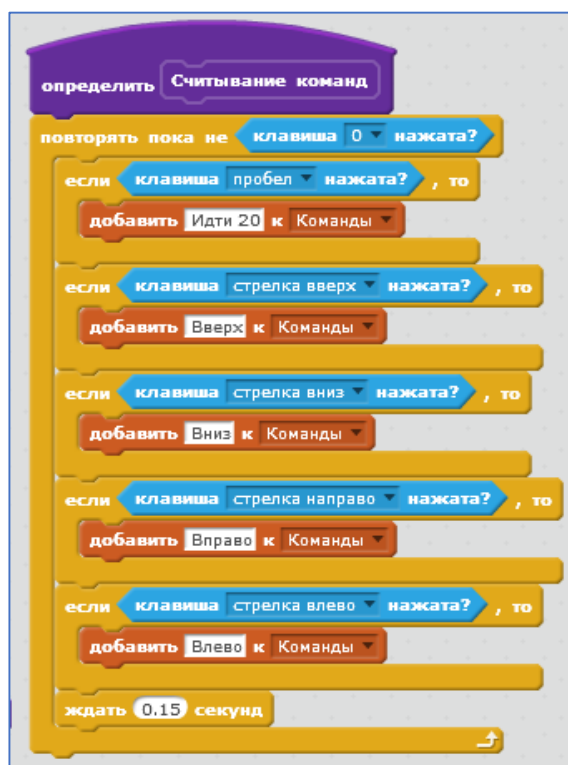 определить Считывание команд
повторять пока не клавиша 0 нажата?
если клавиша пробел нажата? , то
добавить Идти 20 к Команды
если клавиша стрелка вверх нажата? , то
добавить Вверх к Команды
если клавиша стрелка вниз нажата? , то
добавить Вниз к Команды
если клавиша стрелка направо нажата? , то
добавить Вправо к Команды
если клавиша стрелка влево нажата? , то
добавить Влево к Команды
ждать 0.15 секунд